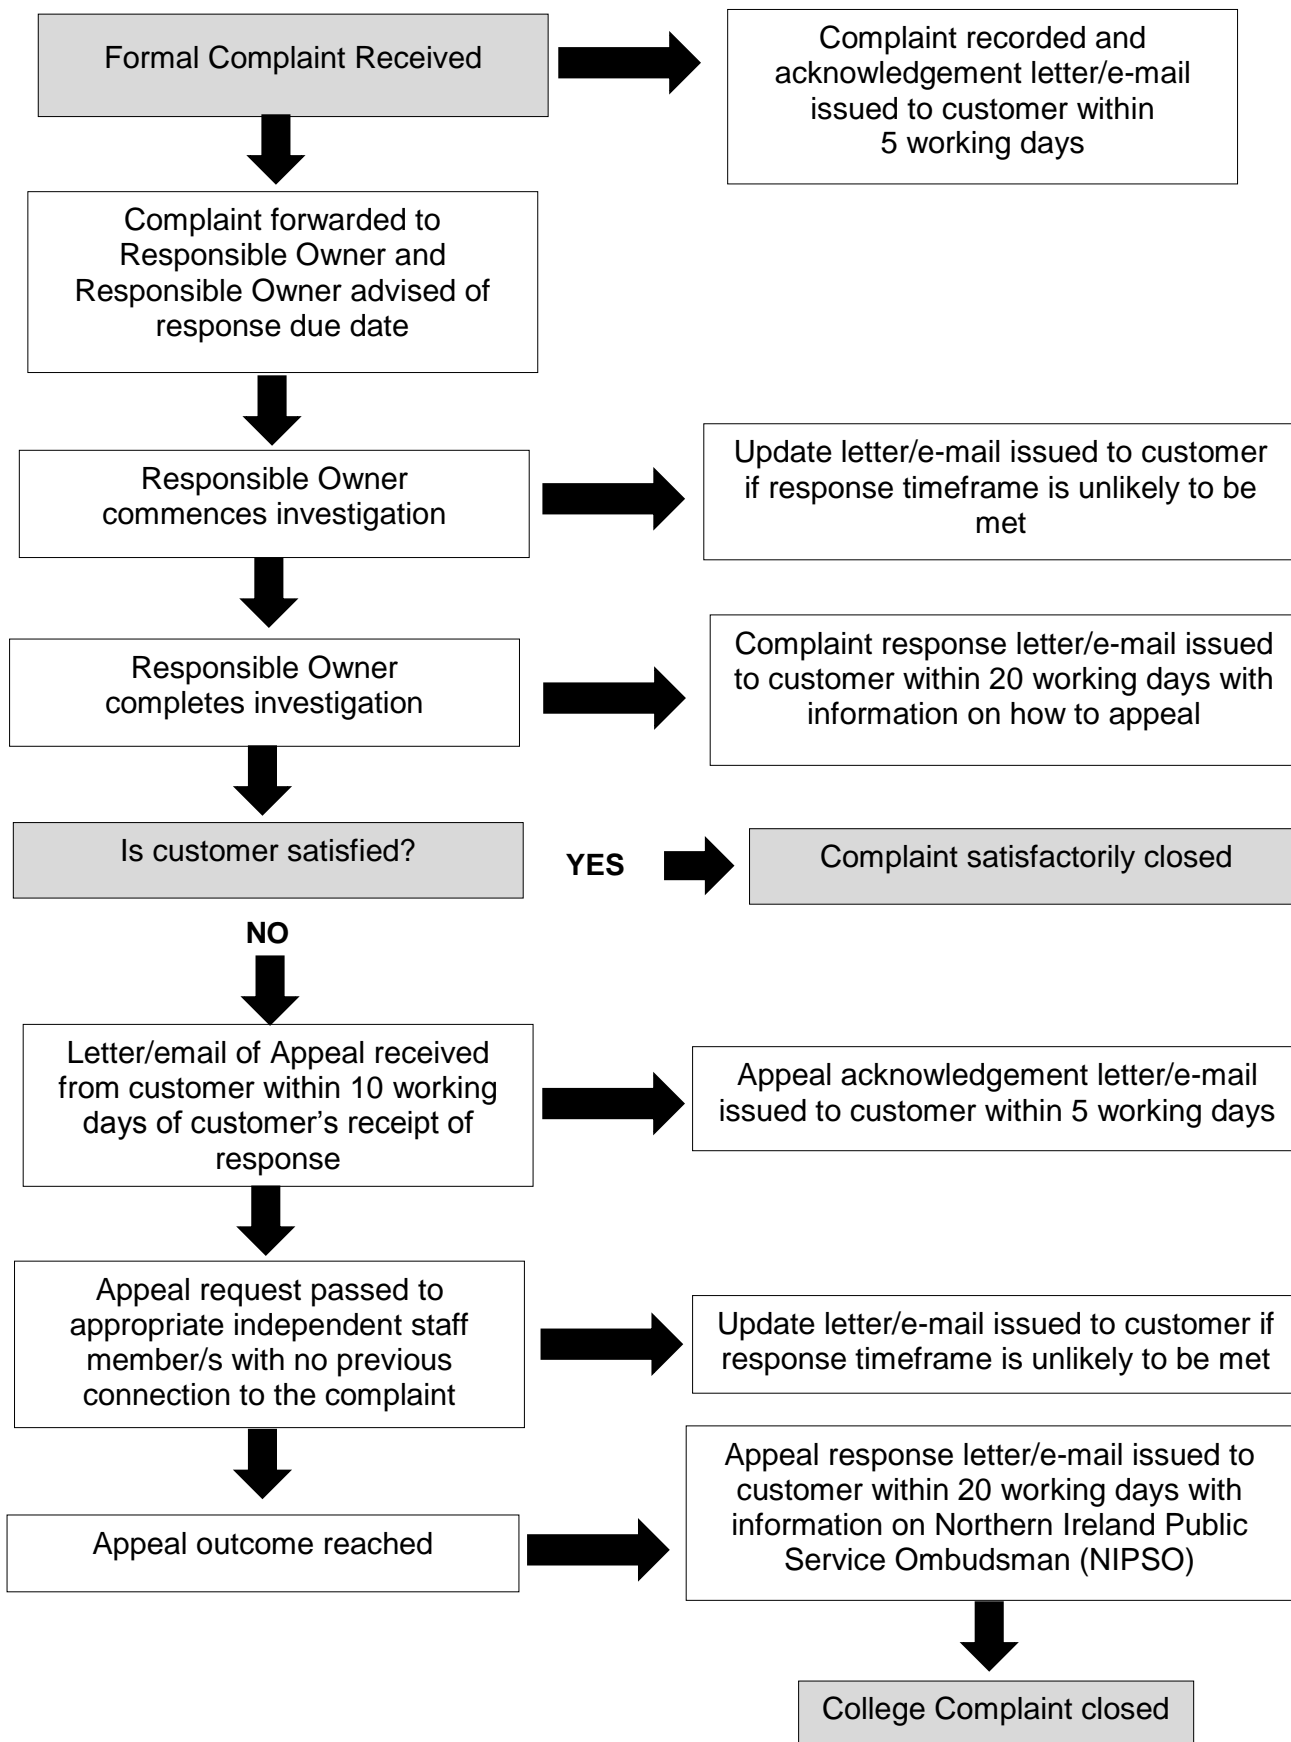 Formal Complaint Received
Complaint recorded and
acknowledgement letter/e-mail
issued to customer within
5 working days
Complaint forwarded to
Responsible Owner and
Responsible Owner advised of
response due date
Responsible Owner
commences investigation
Update letter/e-mail issued to customer
if response timeframe is unlikely to be
met
Responsible Owner
completes investigation
Complaint response letter/e-mail issued
to customer within 20 working days with
information on how to appeal
Is customer satisfied?
YES
Complaint satisfactorily closed
NO
Letter/email of Appeal received
from customer within 10 working
days of customer’s receipt of
response
Appeal acknowledgement letter/e-mail
issued to customer within 5 working days
Appeal request passed to
appropriate independent staff
member/s with no previous
connection to the complaint
Update letter/e-mail issued to customer if
response timeframe is unlikely to be met
Appeal outcome reached
Appeal response letter/e-mail issued to
customer within 20 working days with
information on Northern Ireland Public
Service Ombudsman (NIPSO)
College Complaint closed